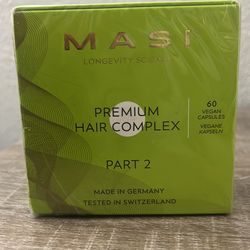 MASI
LONGEVITY SCIENCE
PREMIUM
HAIR COMPLEX
60
VEGAN
CAPSULES
VEGANE
KAPSELN
PART 2
MADE IN GERMANY
TESTED IN SWITZERLAND